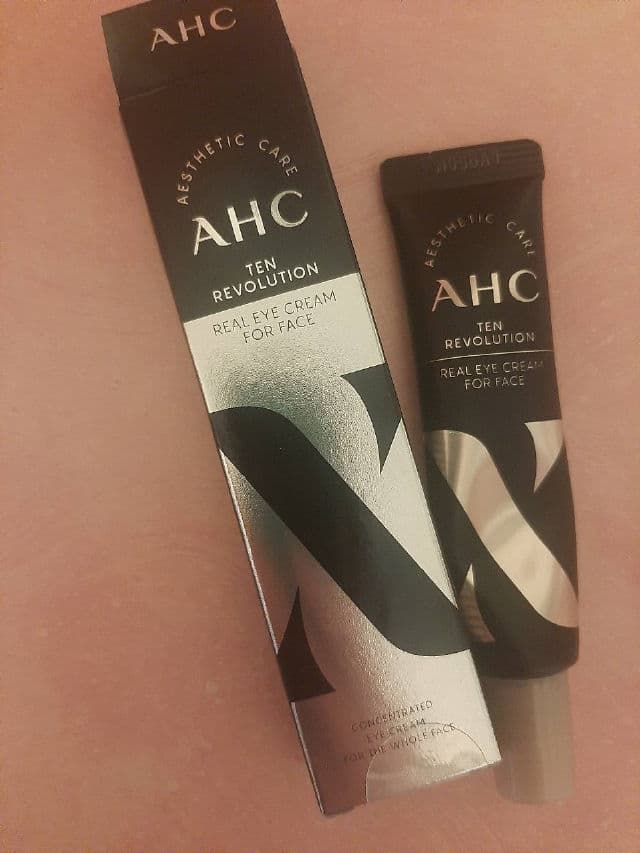 AHC
AESTHETIC CARE
AHC
TEN
REVOLUTION
REAL EYE CREAM
FOR FACE
CONCENTRATED
EYE CREAM
FOR THE WHOLE FACE
AESTHETIC CARE
AHC
TEN
REVOLUTION
REAL EYE CREAM
FOR FACE